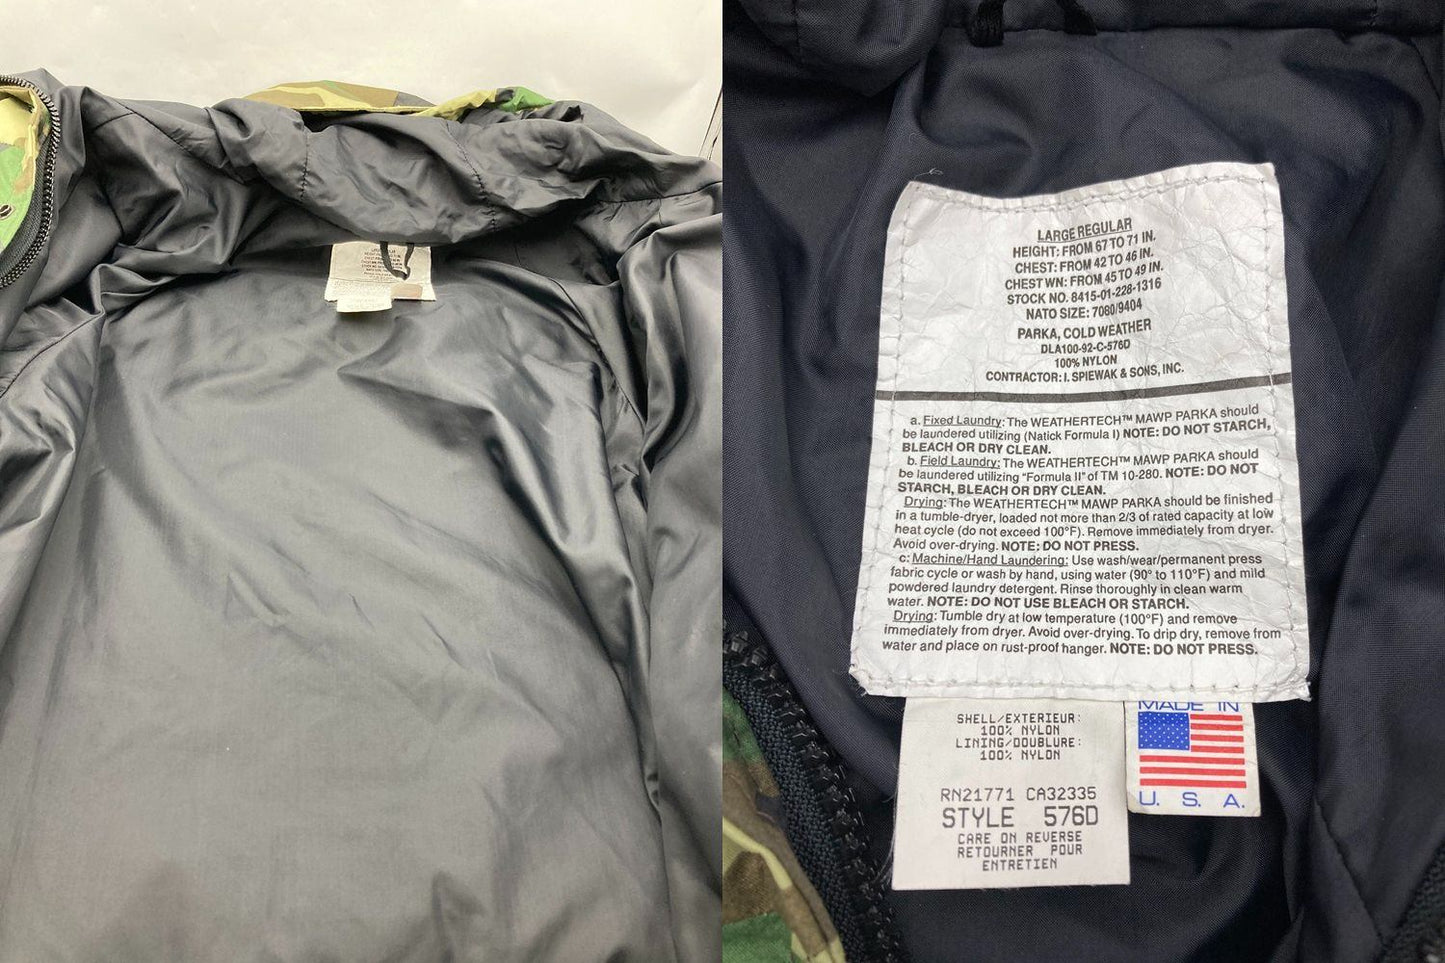 LARGE REGULAR
HEIGHT: FROM 67 TO 71 IN.
CHEST: FROM 42 TO 46 IN.
CHEST WN: FROM 45 TO 49 IN.
STOCK NO. 8415-01-228-1316
NATO SIZE: 7080/9404
PARKA, COLD WEATHER
DLA100-92-C-576D
100% NYLON
CONTRACTOR: I. SPIEWAK & SONS, INC.
a. Fixed Laundry: The WEATHERTECH™ MAWP PARKA should
be laundered utilizing (Natick Formula I) NOTE: DO NOT STARCH,
BLEACH OR DRY CLEAN.
b. Field Laundry: The WEATHERTECH™ MAWP PARKA should
be laundered utilizing "Formula II" of TM 10-280. NOTE: DO NOT
STARCH, BLEACH OR DRY CLEAN.
Drying: The WEATHERTECH™ MAWP PARKA should be finished
in a tumble-dryer, loaded not more than 2/3 of rated capacity at low
heat cycle (do not exceed 100°F). Remove immediately from dryer.
Avoid over-drying. NOTE: DO NOT PRESS.
c: Machine/Hand Laundering: Use wash/wear/permanent press
fabric cycle or wash by hand, using water (90° to 110°F) and mild
powdered laundry detergent. Rinse thoroughly in clean warm
water. NOTE: DO NOT USE BLEACH OR STARCH.
Drying: Tumble dry at low temperature (100°F) and remove
immediately from dryer. Avoid over-drying. To drip dry, remove from
water and place on rust-proof hanger. NOTE: DO NOT PRESS.
SHELL/EXTERIEUR:
100% NYLON
LINING/DOUBLURE:
100% NYLON
RN21771 CA32335
STYLE 576D
CARE ON REVERSE
RETOURNER POUR
ENTRETIEN
MADE IN
U. S. A.